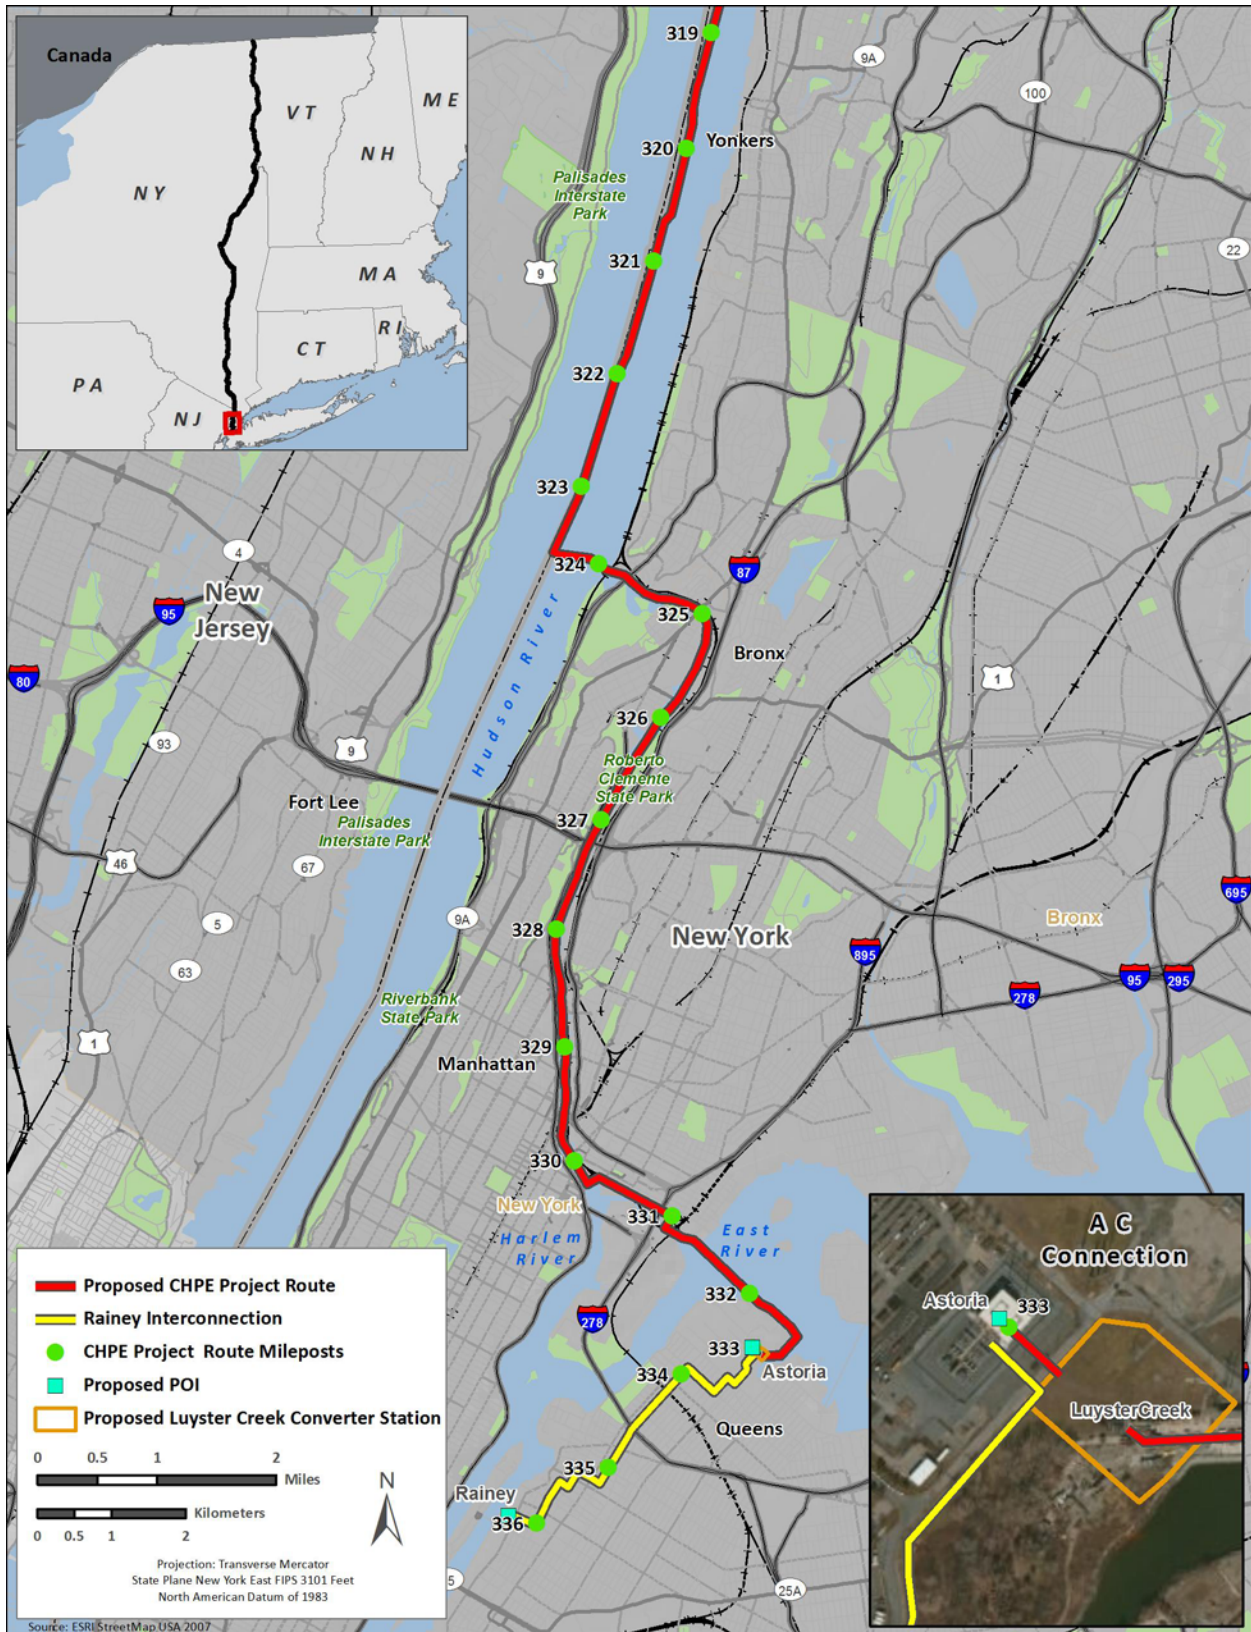 Canada
VT
ME
NH
NY
MA
RI
CT
PA
NJ
319
9A
100
320
Yonkers
Palisades
Interstate
Park
22
321
9
322
323
4
324
87
New
Jersey
95
325
Bronx
80
1
Hudson River
326
93
9
Roberto
Clemente
State Park
Fort Lee
Palisades
Interstate Park
327
46
67
695
9A
5
328
New York
Bronx
895
63
95
295
278
Riverbank
State Park
1
329
Manhattan
330
New York
331
Harlem
River
East
River
332
278
333
Astoria
334
Queens
335
Rainey
336
5
25A
Proposed CHPE Project Route
Rainey Interconnection
CHPE Project Route Mileposts
Proposed POI
Proposed Luyster Creek Converter Station
0 0.5 1 2
Miles
Kilometers
0 0.5 1 2
N
Projection: Transverse Mercator
State Plane New York East FIPS 3101 Feet
North American Datum of 1983
Source: ESRI StreetMap USA 2007
AC
Connection
Astoria
333
LuysterCreek